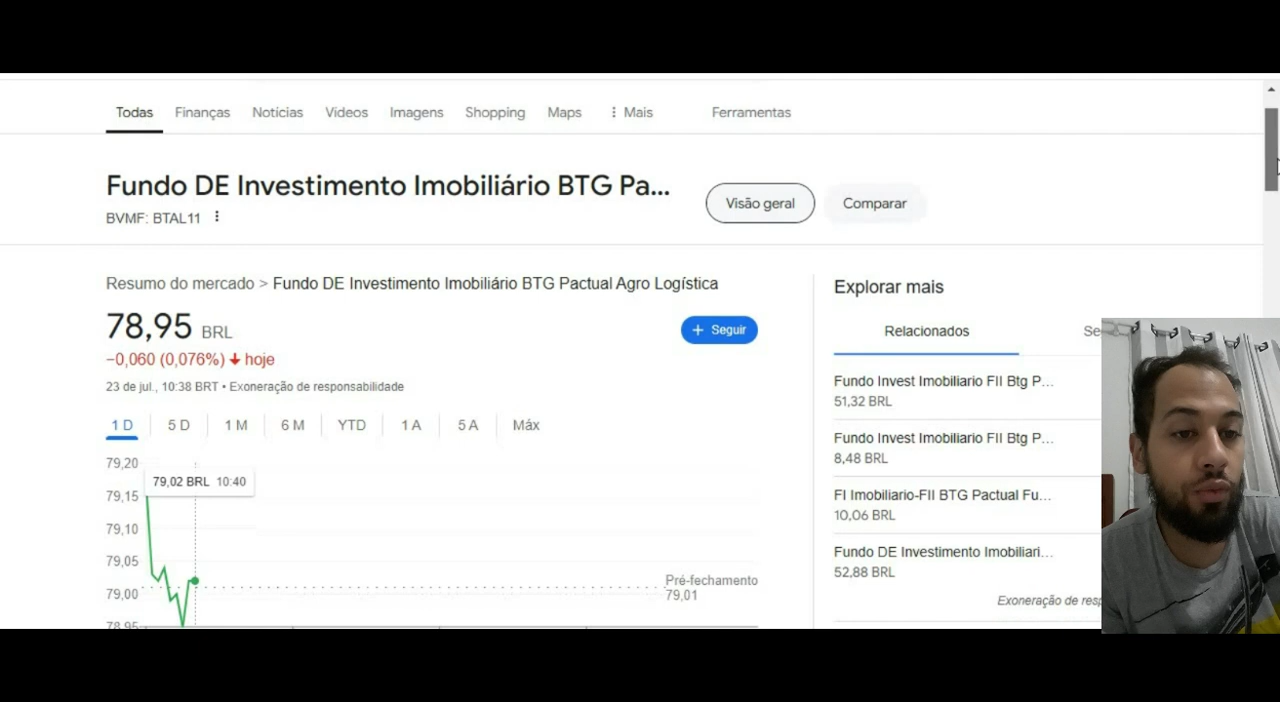 Todas Finanças Notícias Vídeos Imagens Shopping Maps Mais Ferramentas
Fundo DE Investimento Imobiliário BTG Pa...
BVMF: BTAL11
Visão geral Comparar
Resumo do mercado > Fundo DE Investimento Imobiliário BTG Pactual Agro Logística
78,95 BRL
+ Seguir
−0,060 (0,076%) hoje
23 de jul., 10:38 BRT • Exoneração de responsabilidade
1 D 5 D 1 M 6 M YTD 1 A 5 A Máx
79,20
79,02 BRL 10:40
79,15
79,10
79,05
79,00
78,95
Pré-fechamento
79,01
Explorar mais
Relacionados
Fundo Invest Imobiliario FII Btg P...
51,32 BRL
Fundo Invest Imobiliario FII Btg P...
8,48 BRL
FI Imobiliario-FII BTG Pactual Fu...
10,06 BRL
Fundo DE Investimento Imobiliari...
52,88 BRL
Exoneração de resp